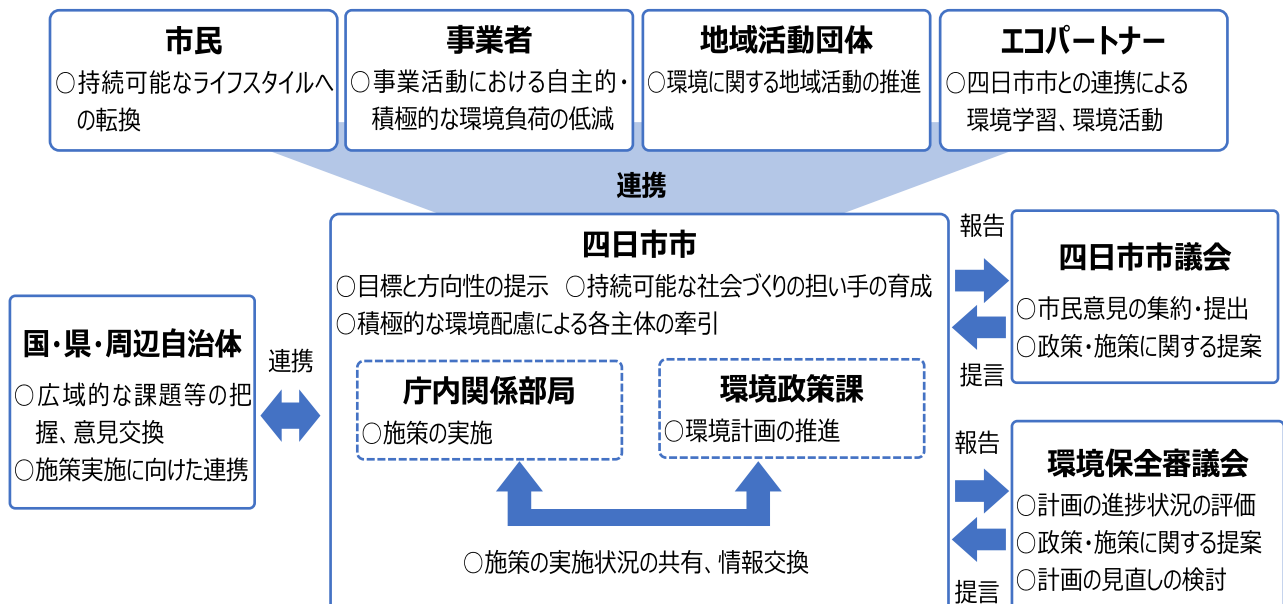 市民
○持続可能なライフスタイルへ
の転換
事業者
○事業活動における自主的・
積極的な環境負荷の低減
地域活動団体
○環境に関する地域活動の推進
エコパートナー
○四日市市との連携による
環境学習、環境活動
連携
四日市市
○目標と方向性の提示　○持続可能な社会づくりの担い手の育成
○積極的な環境配慮による各主体の牽引
庁内関係部局
○施策の実施
環境政策課
○環境計画の推進
○施策の実施状況の共有、情報交換
国・県・周辺自治体
○広域的な課題等の把
握、意見交換
○施策実施に向けた連携
連携
報告
提言
四日市市議会
○市民意見の集約・提出
○政策・施策に関する提案
報告
提言
環境保全審議会
○計画の進捗状況の評価
○政策・施策に関する提案
○計画の見直しの検討